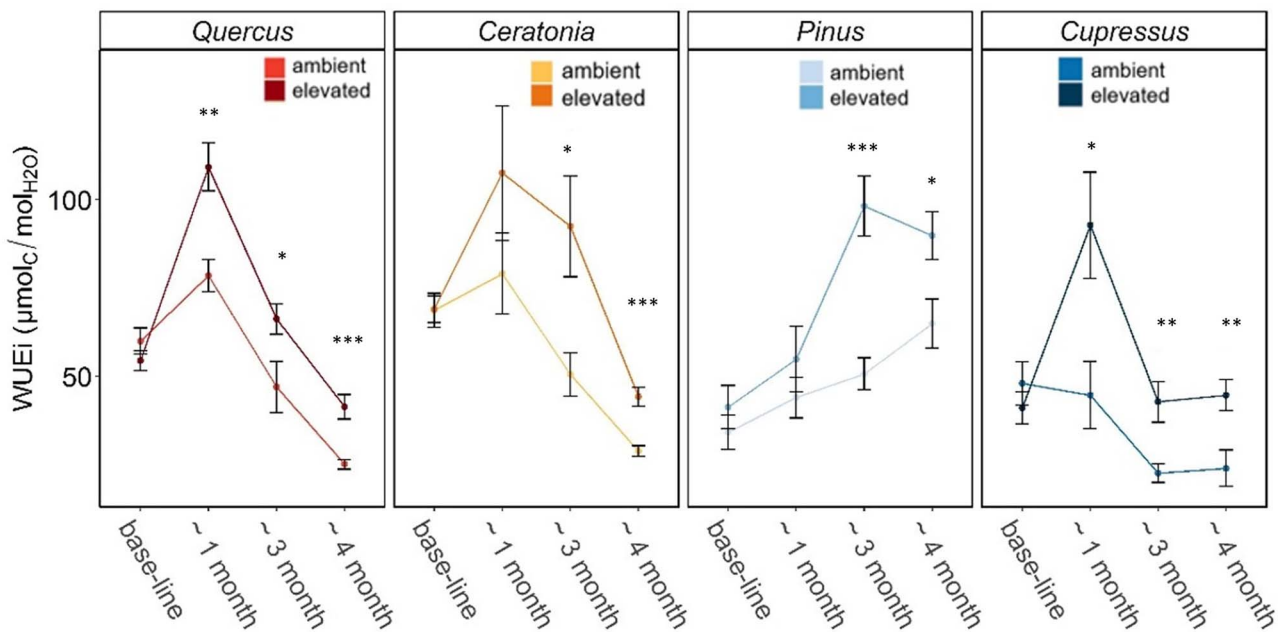 Quercus
Ceratonia
Pinus
Cupressus
ambient
elevated
ambient
elevated
ambient
elevated
ambient
elevated
**
*
***
*
***
***
*
*
**
**
WUEi (µmolC/molH2O)
100
50
base-line
~ 1 month
~ 3 month
~ 4 month
base-line
~ 1 month
~ 3 month
~ 4 month
base-line
~ 1 month
~ 3 month
~ 4 month
base-line
~ 1 month
~ 3 month
~ 4 month